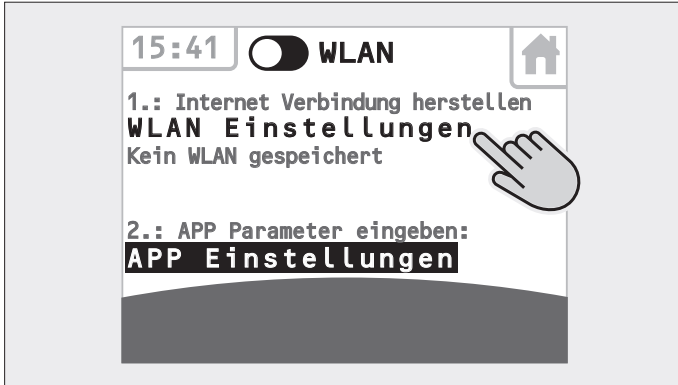 15:41 WLAN
1.: Internet Verbindung herstellen
WLAN Einstellungen
Kein WLAN gespeichert
2.: APP Parameter eingeben:
APP Einstellungen